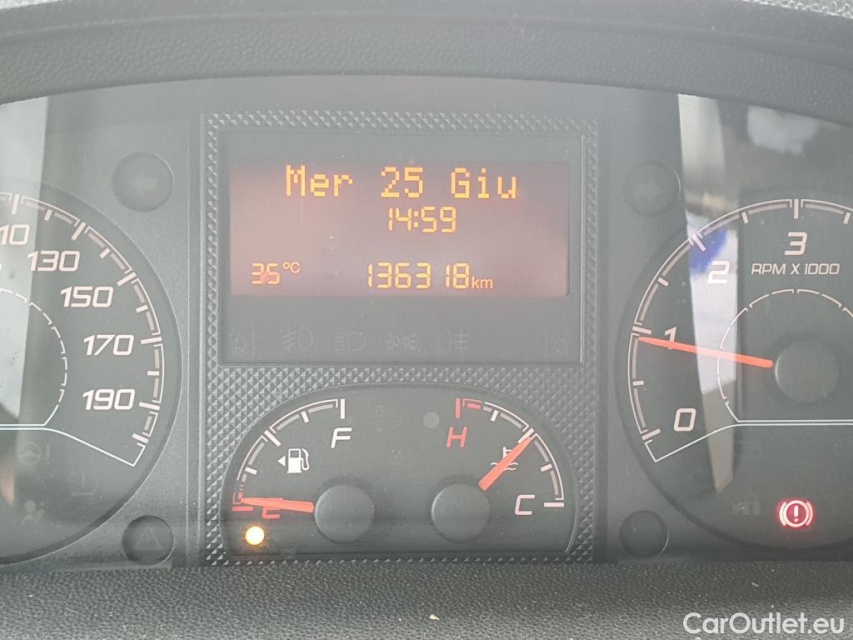 Mer 25 Giu
14:59
35°C 136318km
110
130
150
170
190
F
E
H
C
3
2
RPM X 1000
1
0
CarOutlet.eu